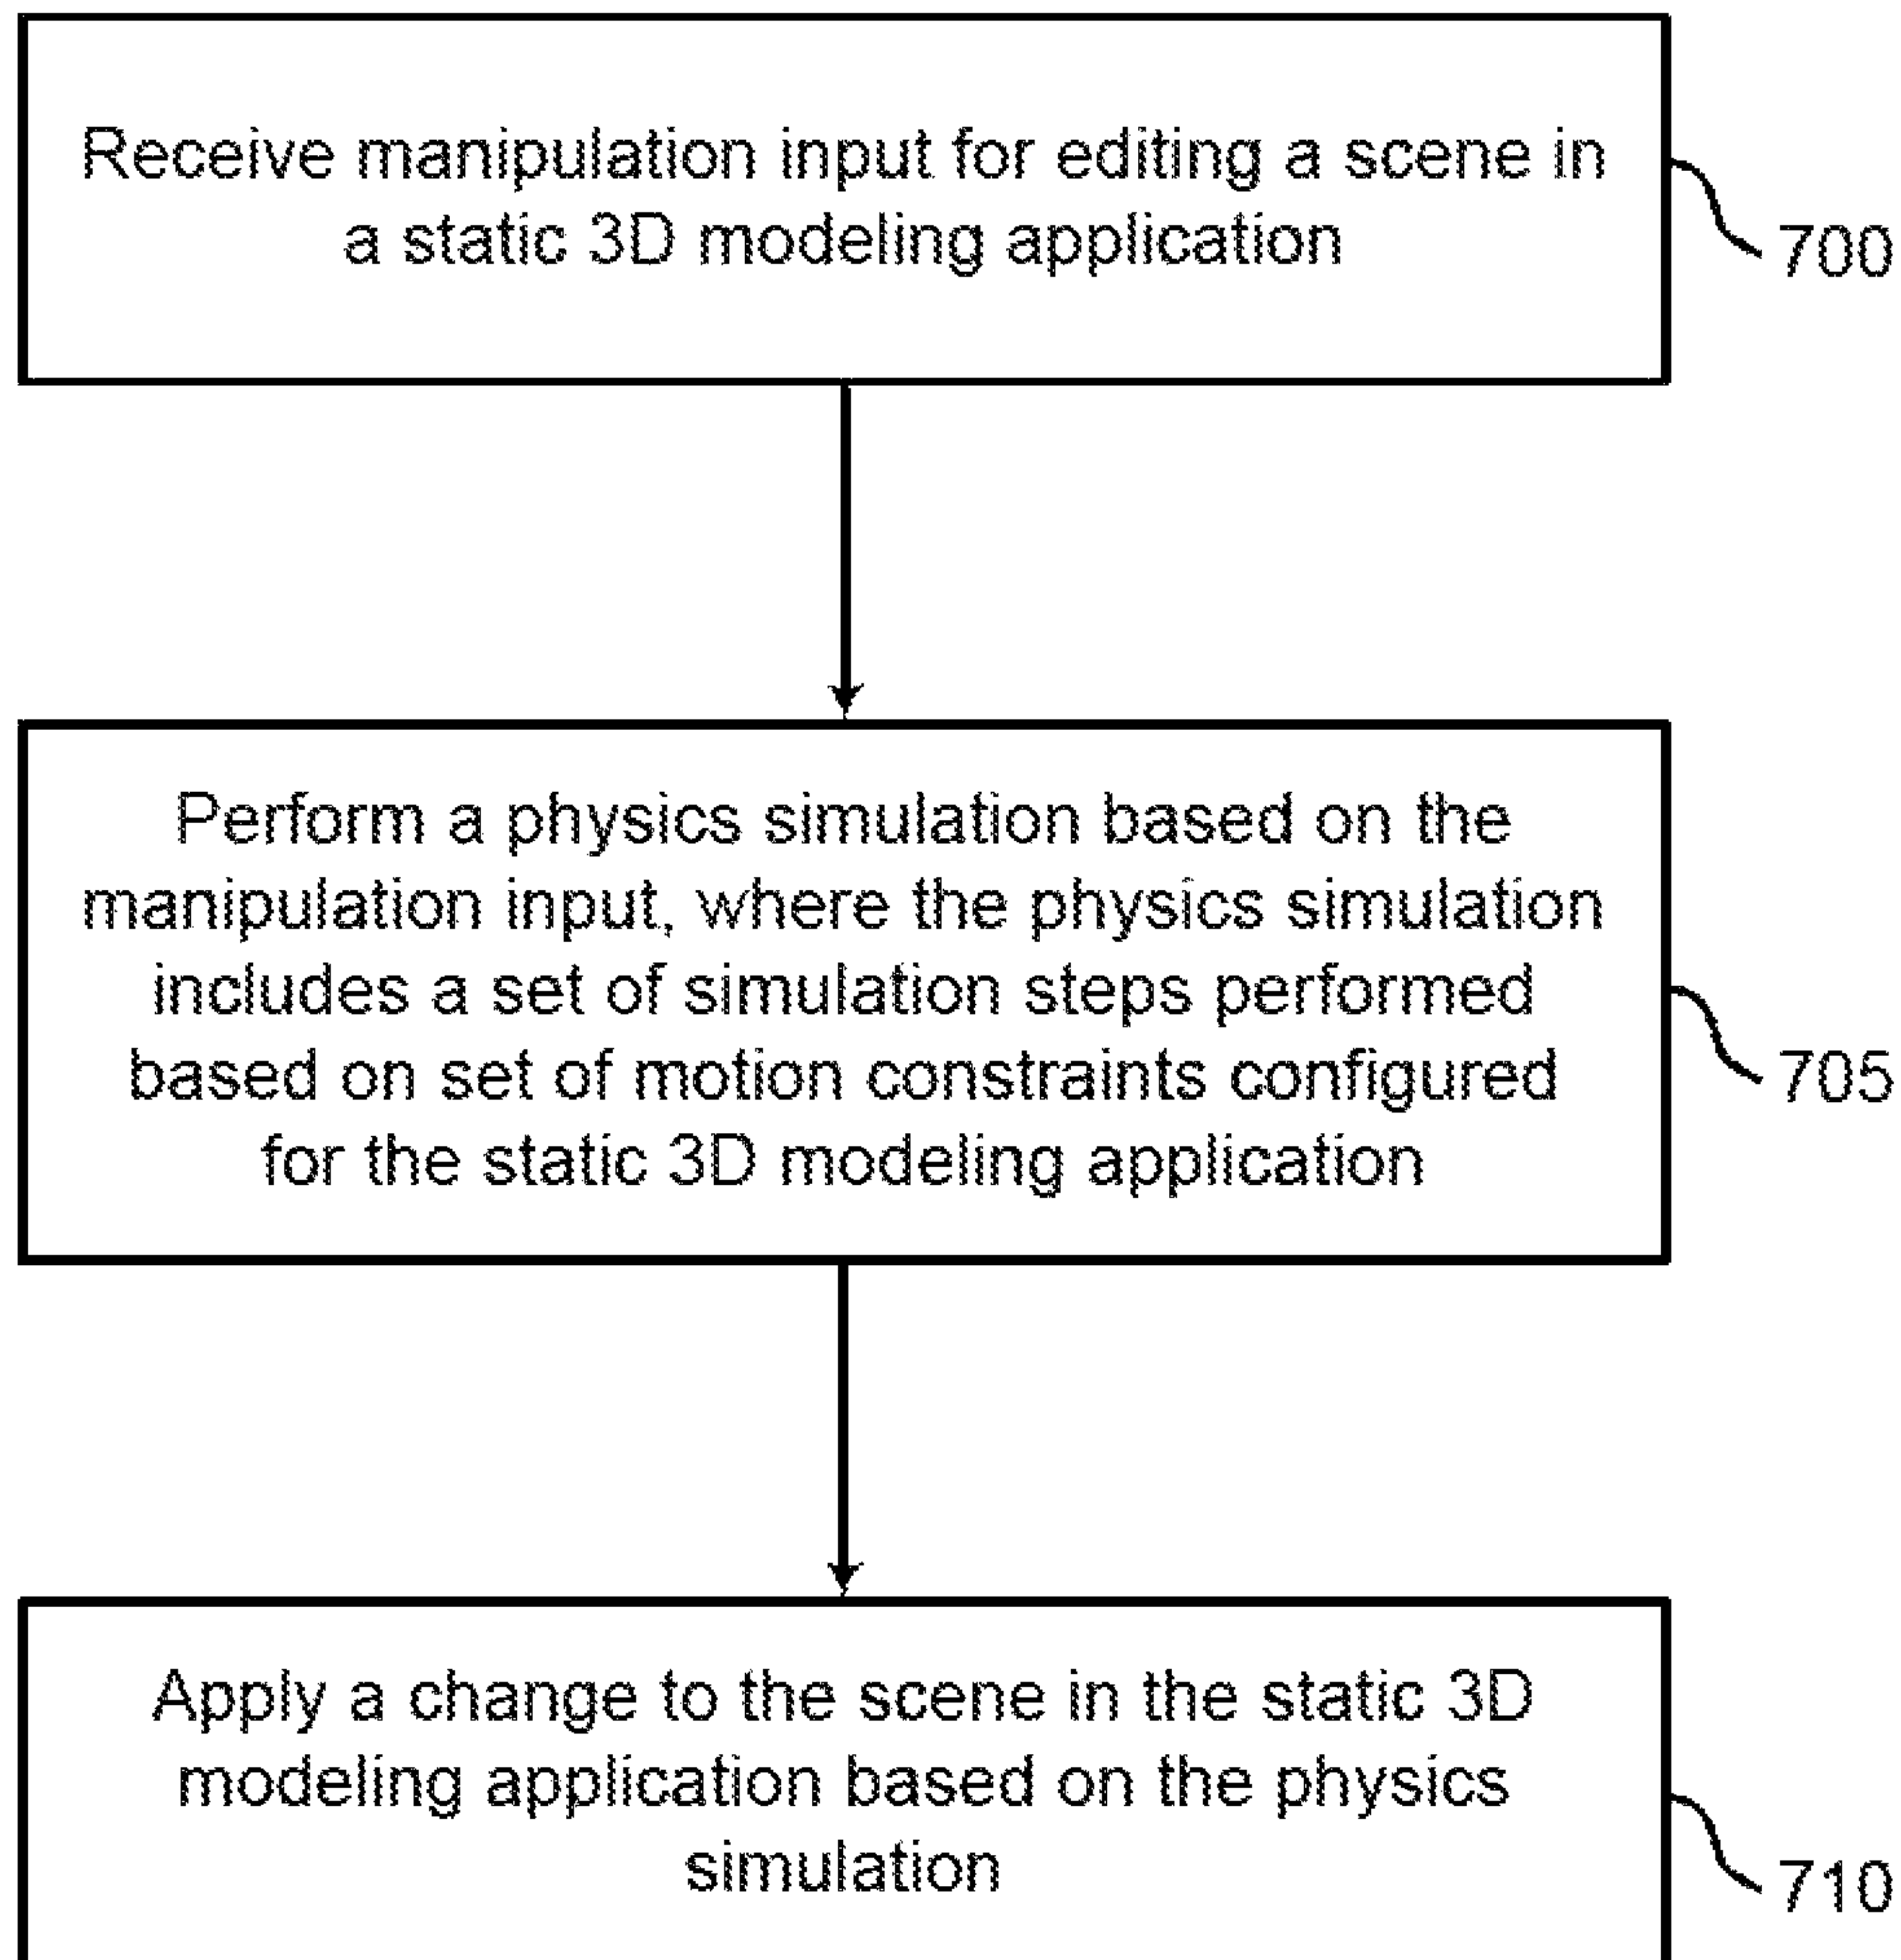 Receive manipulation input for editing a scene in
a static 3D modeling application
700
Perform a physics simulation based on the
manipulation input, where the physics simulation
includes a set of simulation steps performed
based on set of motion constraints configured
for the static 3D modeling application
705
Apply a change to the scene in the static 3D
modeling application based on the physics
simulation
710